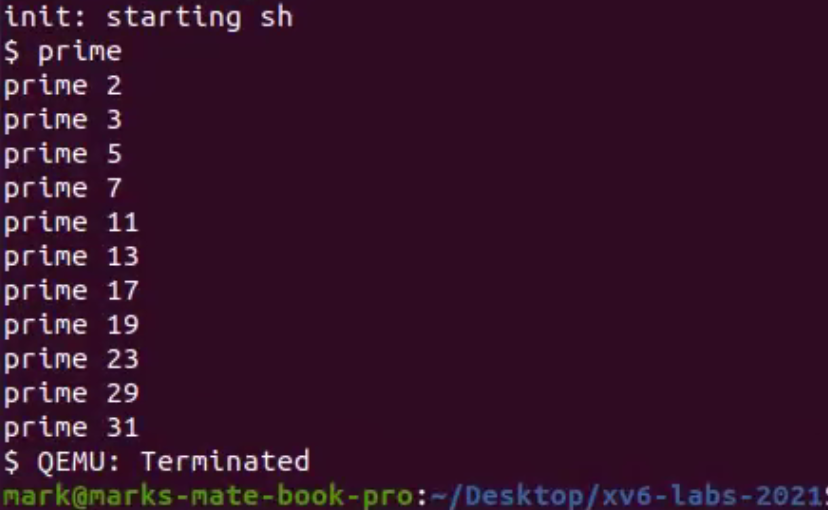 init: starting sh
$ prime
prime 2
prime 3
prime 5
prime 7
prime 11
prime 13
prime 17
prime 19
prime 23
prime 29
prime 31
$ QEMU: Terminated
mark@marks-mate-book-pro:~/Desktop/xv6-labs-2021$